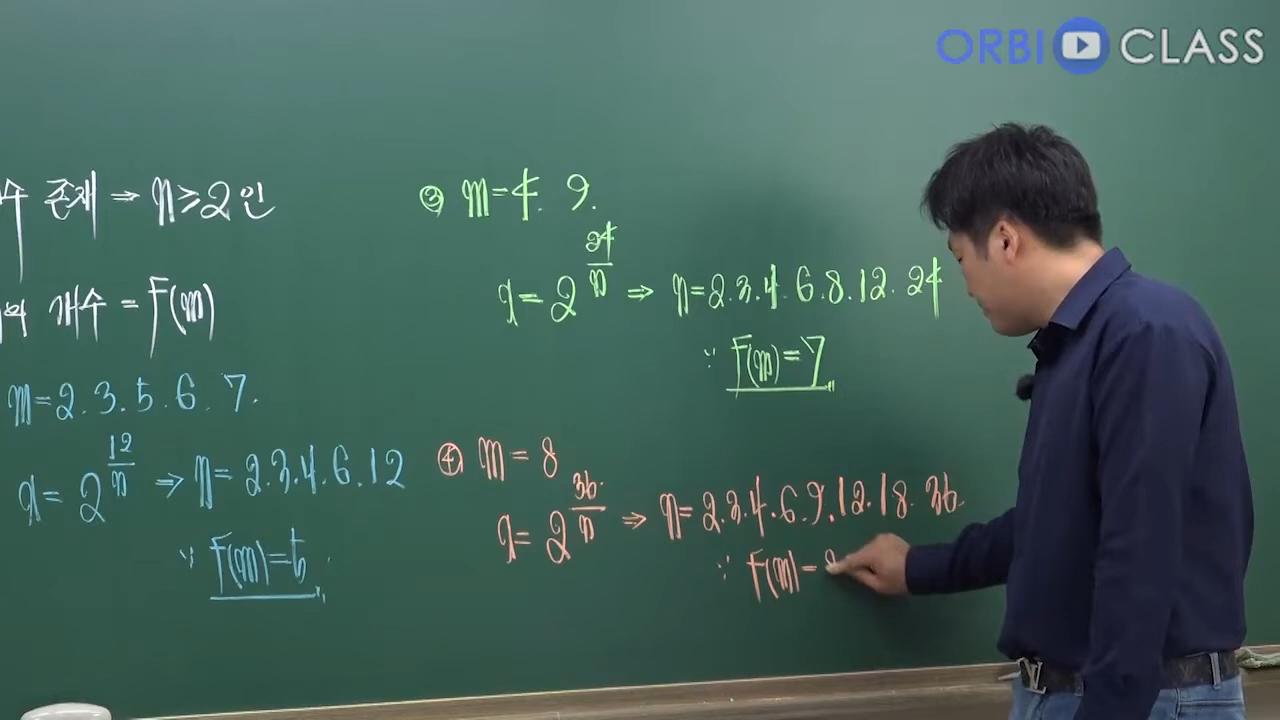 ORBI CLASS
수 존재 ⇒ n≥2인
의 개수 = f(m)
m=2.3.5.6.7.
x=2^(12/n) ⇒ n=2.3.4.6.12
∵ f(m)=5
③ m=4. 9.
x=2^(24/n) ⇒ n=2.3.4.6.8.12.24
∵ f(m)=7
④ m=8
x=2^(36/n) ⇒ n=2.3.4.6.9.12.18.36
∵ f(m)=8